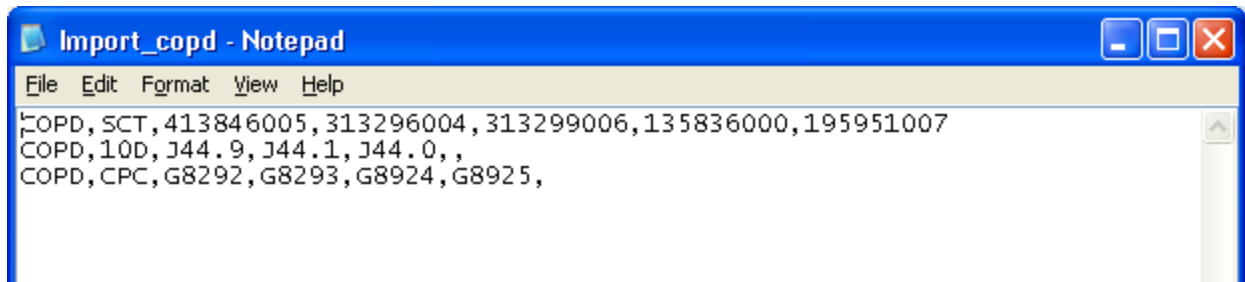 Import_copd - Notepad
File Edit Format View Help
COPD,SCT,413846005,313296004,313299006,135836000,195951007
COPD,10D,J44.9,J44.1,J44.0,,
COPD,CPC,G8292,G8293,G8924,G8925,